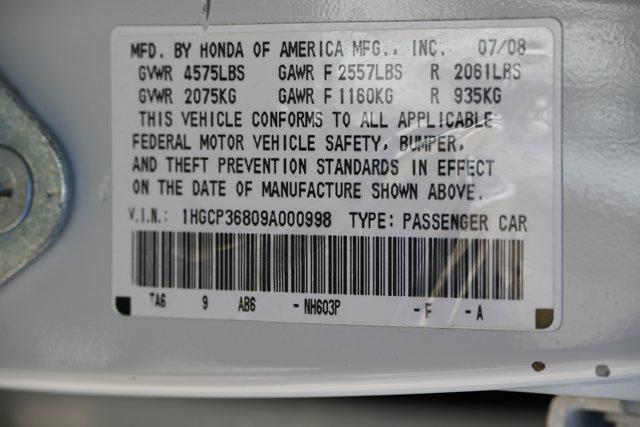 MFD. BY HONDA OF AMERICA MFG., INC. 07/08
GVWR 4575LBS GAWR F 2557LBS R 2061LBS
GVWR 2075KG GAWR F 1160KG R 935KG
THIS VEHICLE CONFORMS TO ALL APPLICABLE
FEDERAL MOTOR VEHICLE SAFETY, BUMPER,
AND THEFT PREVENTION STANDARDS IN EFFECT
ON THE DATE OF MANUFACTURE SHOWN ABOVE.
V.I.N.: 1HGCP36809A000998 TYPE: PASSENGER CAR
TA6 9 AB6 -NH603P -F -A